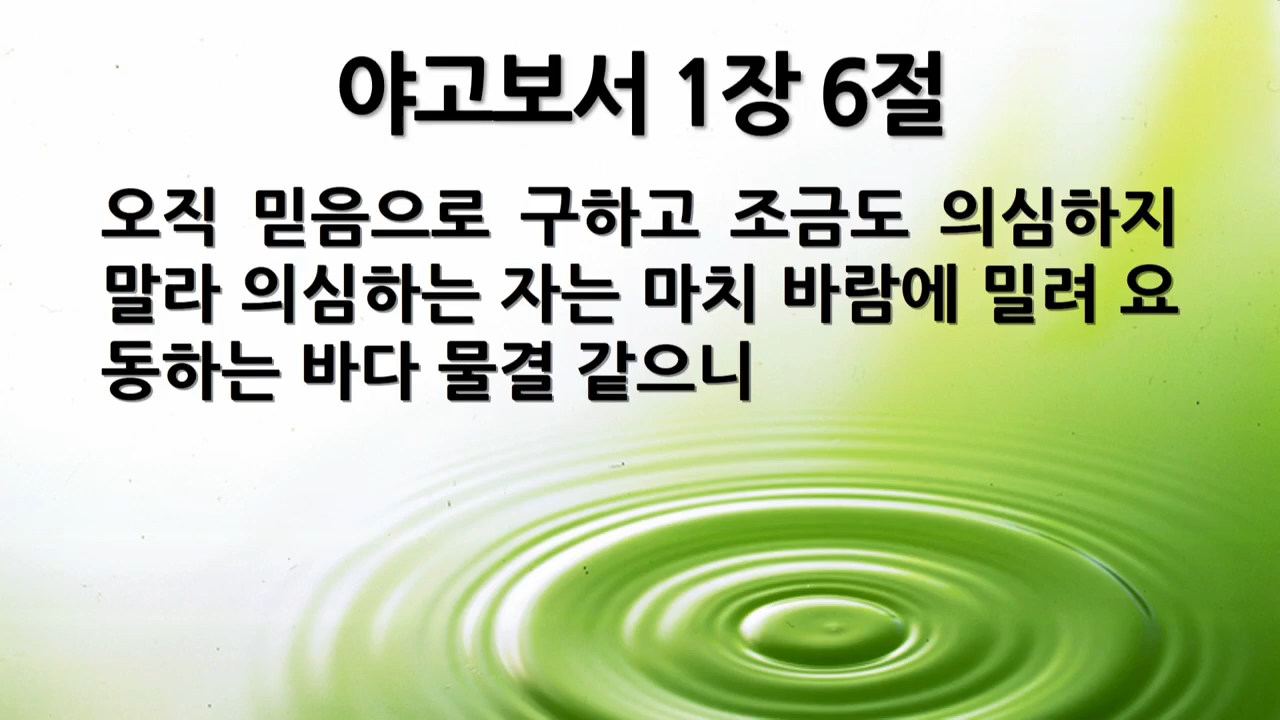 야고보서 1장 6절
오직 믿음으로 구하고 조금도 의심하지
말라 의심하는 자는 마치 바람에 밀려 요
동하는 바다 물결 같으니